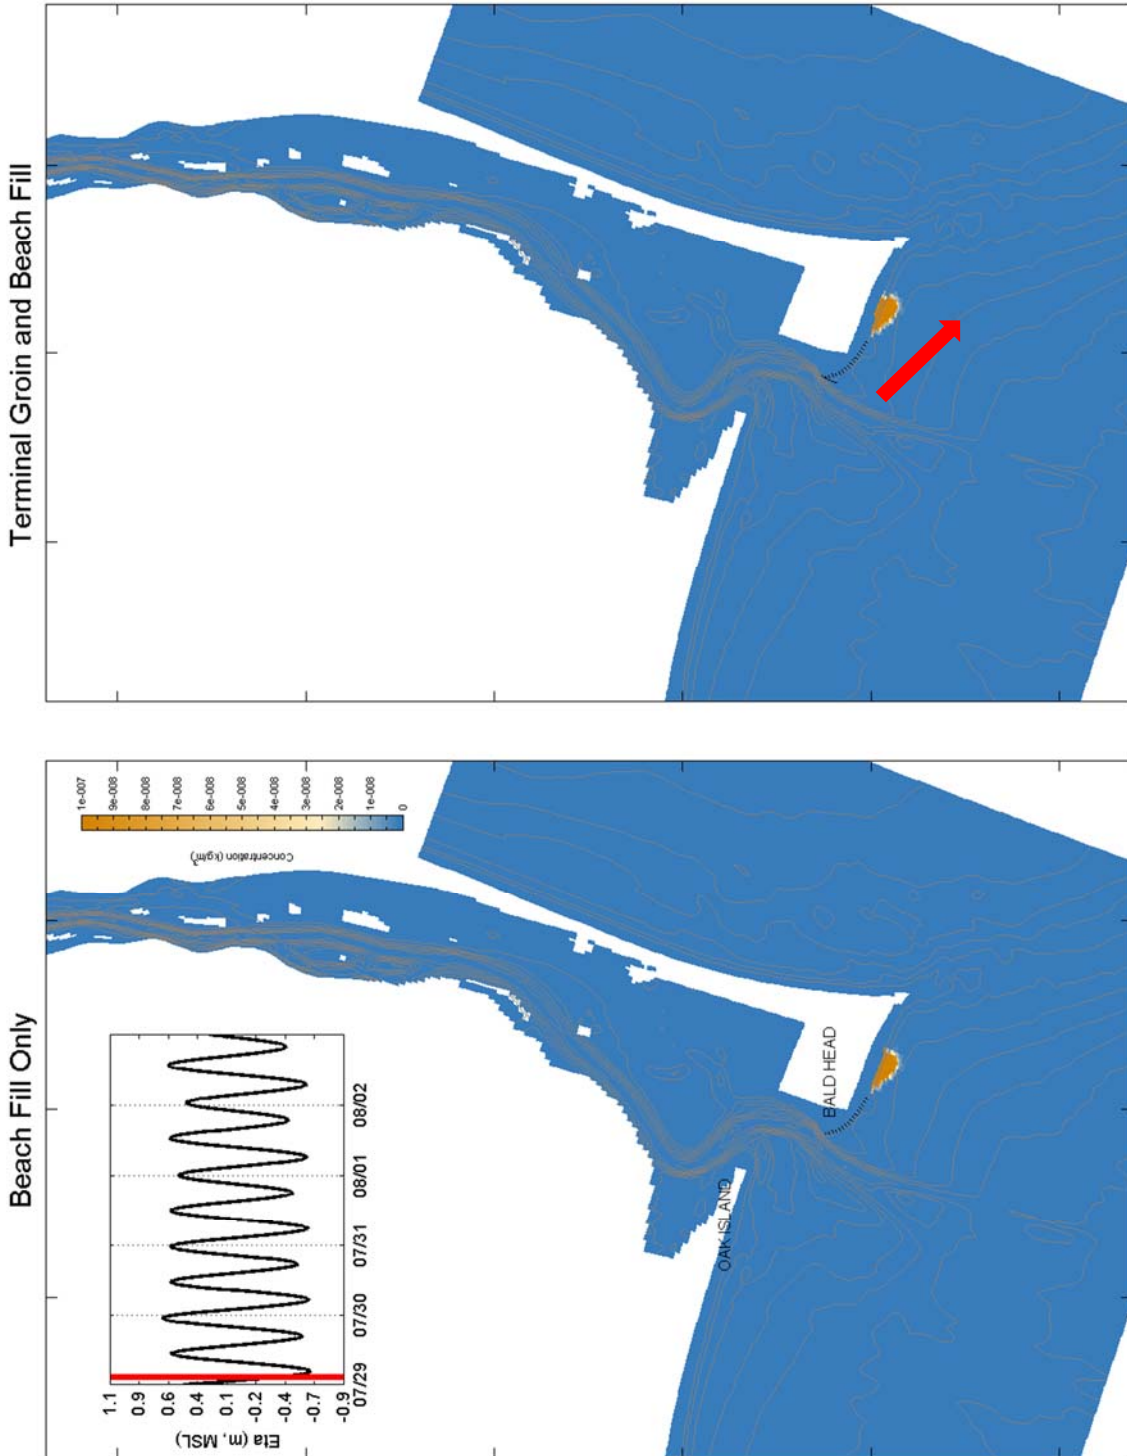 Beach Fill Only
Terminal Groin and Beach Fill
Eta (m, MSL)
1.1
0.9
0.6
0.4
0.1
-0.2
-0.4
-0.7
-0.9
07/29
07/30
07/31
08/01
08/02
Concentration (kg/m³)
1e-007
9e-008
8e-008
7e-008
6e-008
5e-008
4e-008
3e-008
2e-008
1e-008
0
OAK ISLAND
BALD HEAD